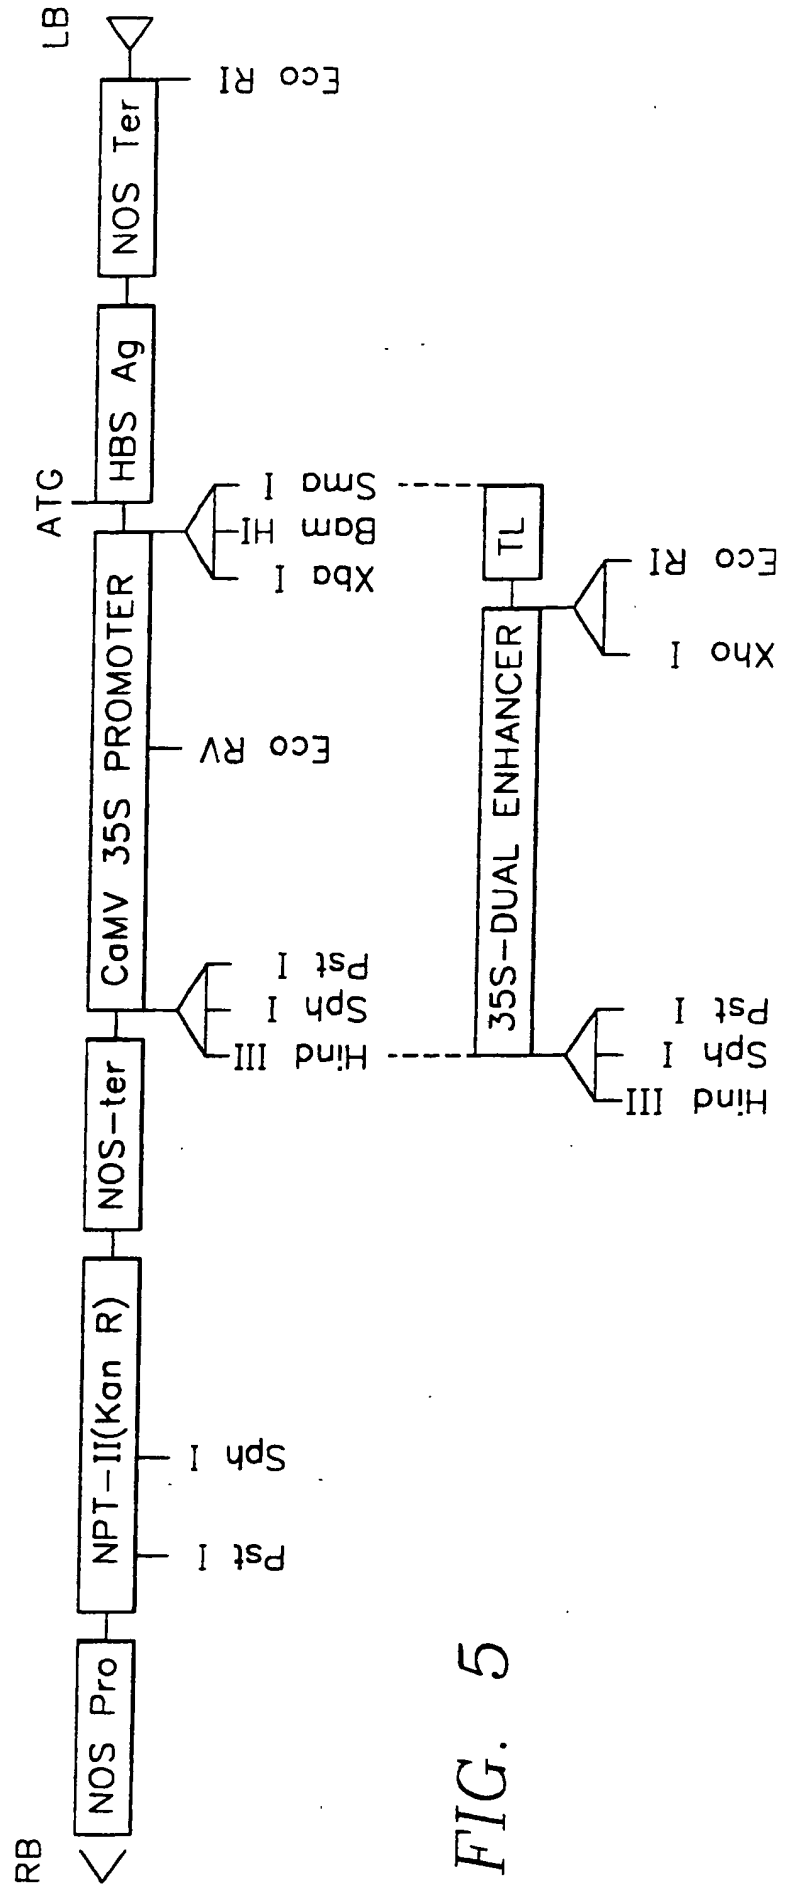 RB
NOS Pro
NPT-II(Kan R)
NOS-ter
CaMV 35S PROMOTER
ATG
HBS Ag
NOS Ter
LB
Pst I
Sph I
Hind III
Sph I
Pst I
Eco RV
Xba I
Bam HI
Sma I
Eco RI
35S-DUAL ENHANCER
TL
Hind III
Sph I
Pst I
Xho I
Eco RI
FIG. 5